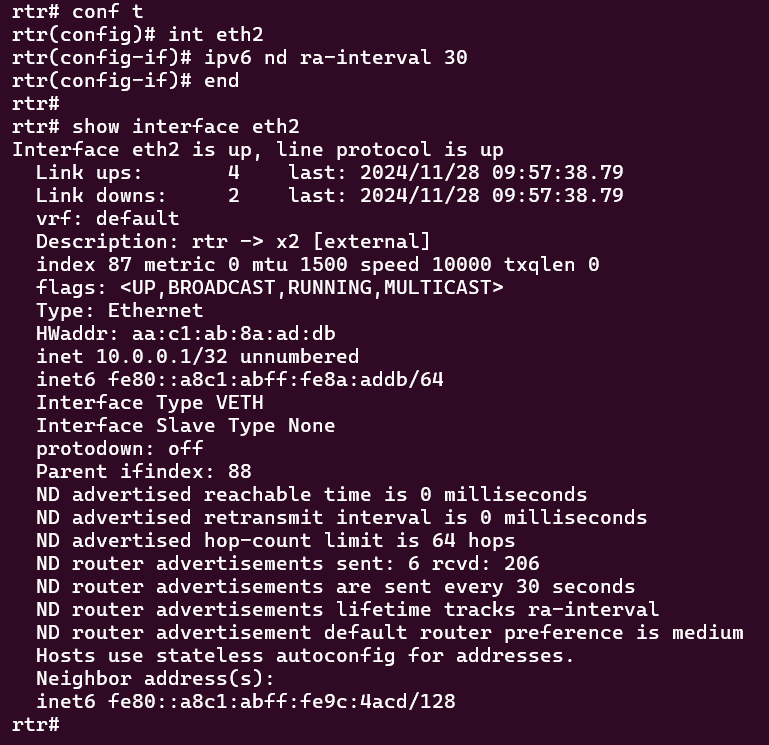 rtr# conf t
rtr(config)# int eth2
rtr(config-if)# ipv6 nd ra-interval 30
rtr(config-if)# end
rtr#
rtr# show interface eth2
Interface eth2 is up, line protocol is up
  Link ups:       4    last: 2024/11/28 09:57:38.79
  Link downs:     2    last: 2024/11/28 09:57:38.79
  vrf: default
  Description: rtr -> x2 [external]
  index 87 metric 0 mtu 1500 speed 10000 txqlen 0
  flags: <UP,BROADCAST,RUNNING,MULTICAST>
  Type: Ethernet
  HWaddr: aa:c1:ab:8a:ad:db
  inet 10.0.0.1/32 unnumbered
  inet6 fe80::a8c1:abff:fe8a:addb/64
  Interface Type VETH
  Interface Slave Type None
  protodown: off
  Parent ifindex: 88
  ND advertised reachable time is 0 milliseconds
  ND advertised retransmit interval is 0 milliseconds
  ND advertised hop-count limit is 64 hops
  ND router advertisements sent: 6 rcvd: 206
  ND router advertisements are sent every 30 seconds
  ND router advertisements lifetime tracks ra-interval
  ND router advertisement default router preference is medium
  Hosts use stateless autoconfig for addresses.
  Neighbor address(s):
  inet6 fe80::a8c1:abff:fe9c:4acd/128
rtr#